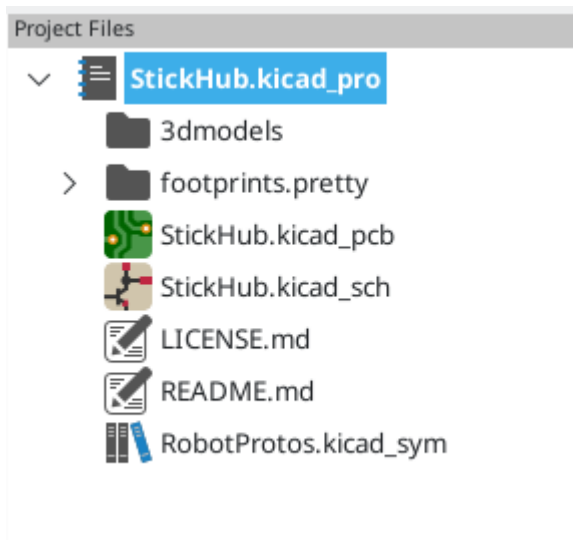 Project Files
StickHub.kicad_pro
3dmodels
footprints.pretty
StickHub.kicad_pcb
StickHub.kicad_sch
LICENSE.md
README.md
RobotProtos.kicad_sym